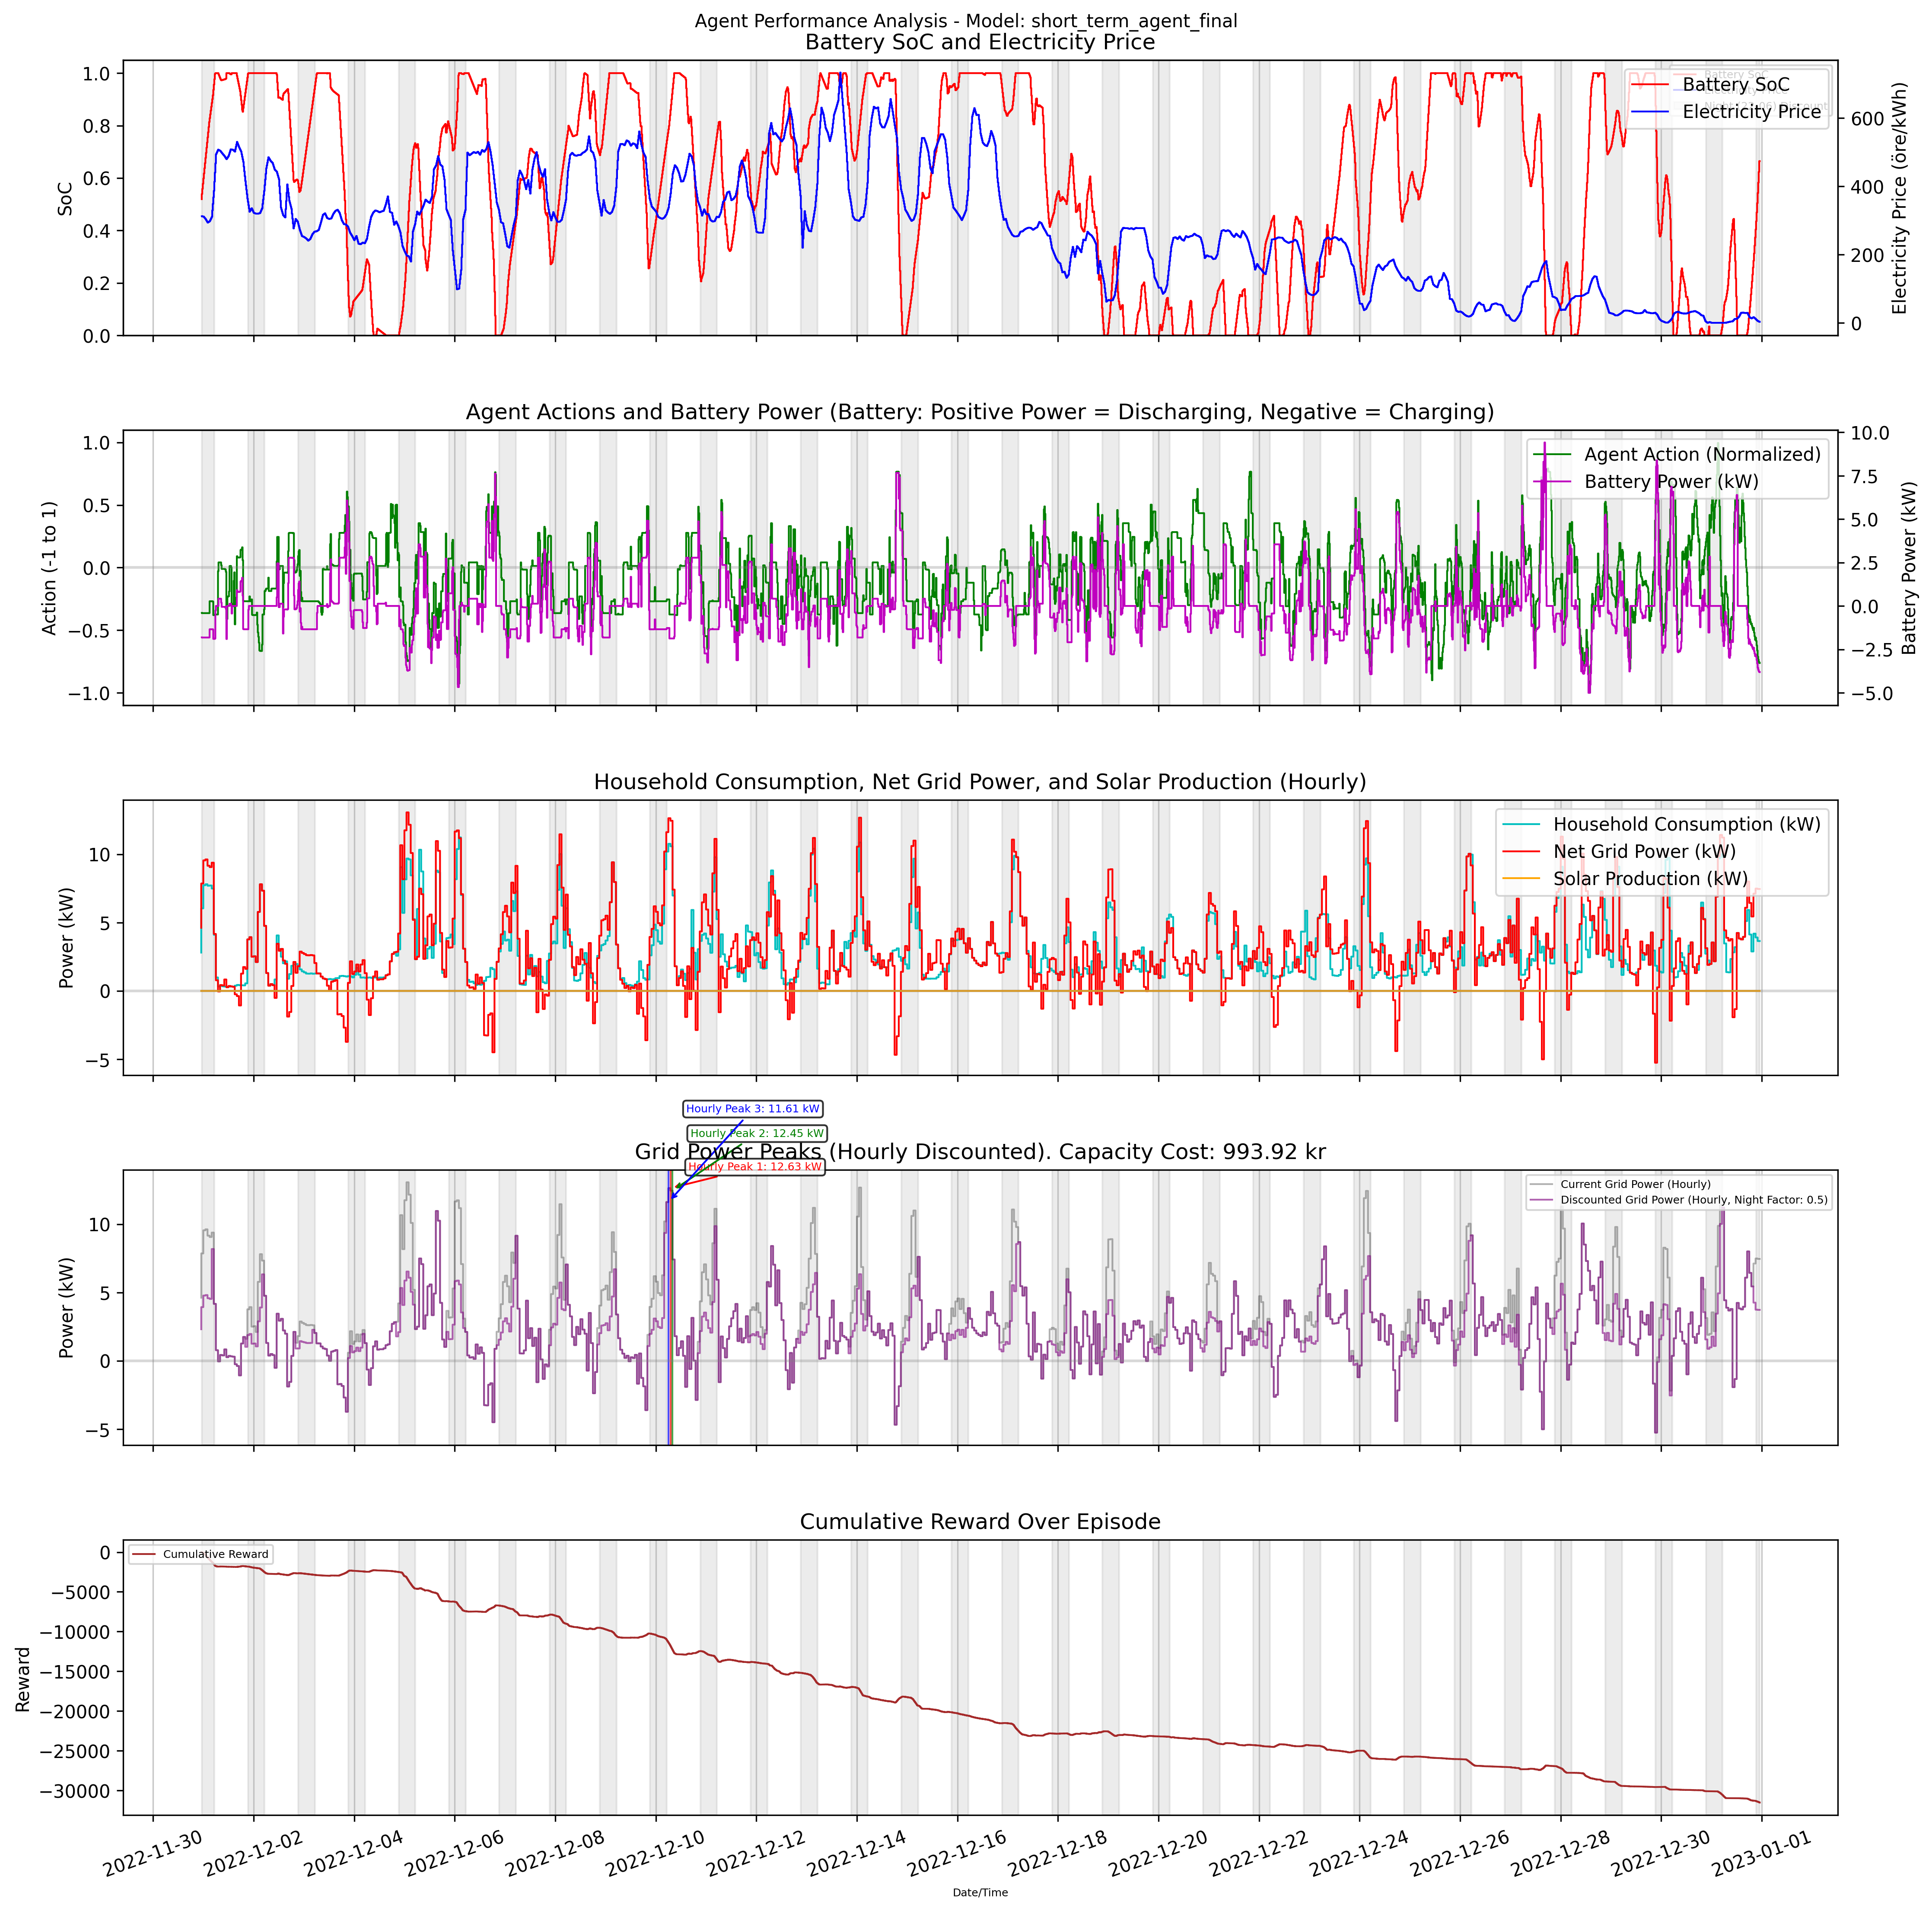 Agent Performance Analysis - Model: short_term_agent_final
Battery SoC and Electricity Price
1.0
0.8
0.6
0.4
0.2
0.0
SoC
Battery SoC
Electricity Price
600
400
200
0
Electricity Price (öre/kWh)
Agent Actions and Battery Power (Battery: Positive Power = Discharging, Negative = Charging)
1.0
0.5
0.0
−0.5
−1.0
Action (-1 to 1)
Agent Action (Normalized)
Battery Power (kW)
10.0
7.5
5.0
2.5
0.0
−2.5
−5.0
Battery Power (kW)
Household Consumption, Net Grid Power, and Solar Production (Hourly)
10
5
0
−5
Power (kW)
Household Consumption (kW)
Net Grid Power (kW)
Solar Production (kW)
Hourly Peak 3: 11.61 kW
Hourly Peak 2: 12.45 kW
Grid Power Peaks (Hourly Discounted). Capacity Cost: 993.92 kr
Hourly Peak 1: 12.63 kW
10
5
0
−5
Power (kW)
Current Grid Power (Hourly)
Discounted Grid Power (Hourly, Night Factor: 0.5)
Cumulative Reward Over Episode
0
−5000
−10000
−15000
−20000
−25000
−30000
Reward
Cumulative Reward
2022-11-30
2022-12-02
2022-12-04
2022-12-06
2022-12-08
2022-12-10
2022-12-12
2022-12-14
2022-12-16
2022-12-18
2022-12-20
2022-12-22
2022-12-24
2022-12-26
2022-12-28
2022-12-30
2023-01-01
Date/Time